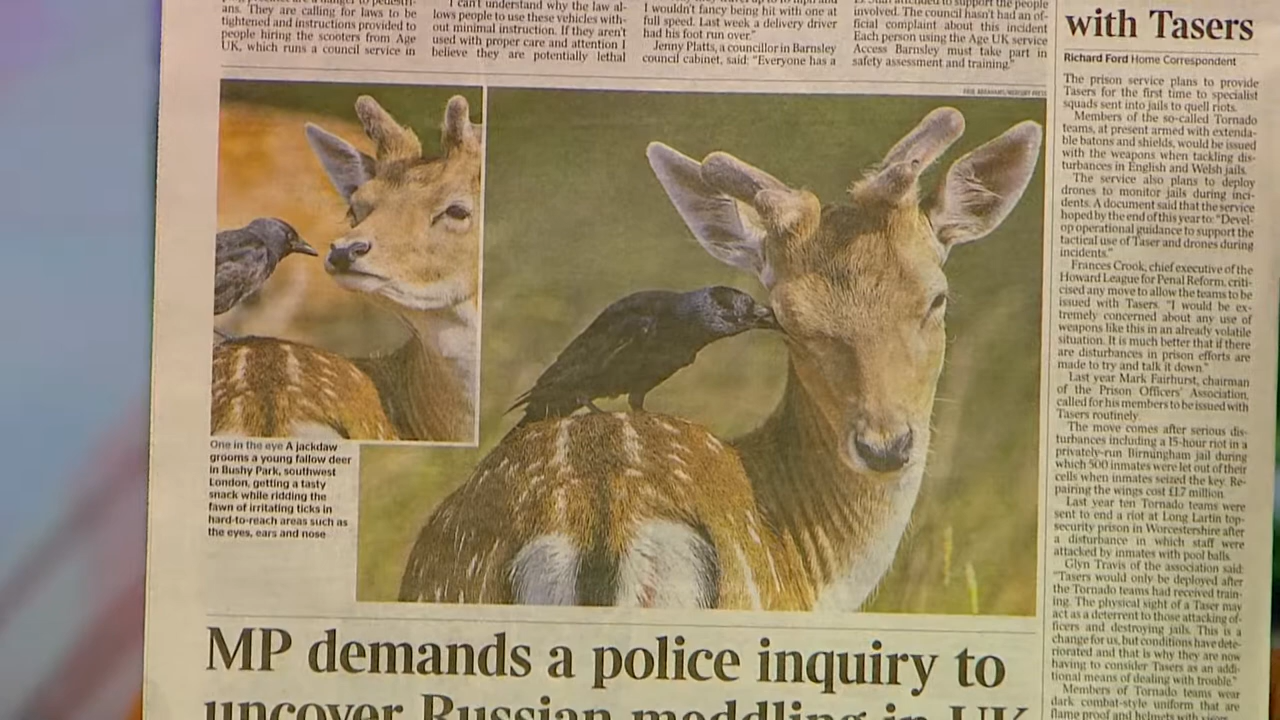 ans. They are calling for laws to be
tightened and instructions provided to
people hiring the scooters from Age
UK, which runs a council service in
I can't understand why the law al-
lows people to use these vehicles with-
out minimal instruction. If they aren't
used with proper care and attention I
believe they are potentially lethal
I wouldn't fancy being hit with one at
full speed. Last week a delivery driver
had his foot run over."
Jenny Platts, a councillor in Barnsley
council cabinet, said: "Everyone has a
involved. The council hasn't had an of-
ficial complaint about this incident
Each person using the Age UK service
Access Barnsley must take part in
safety assessment and training."
One in the eye A jackdaw
grooms a young fallow deer
in Bushy Park, southwest
London, getting a tasty
snack while ridding the
fawn of irritating ticks in
hard-to-reach areas such as
the eyes, ears and nose
MP demands a police inquiry to
uncover Russian meddling in UK
with Tasers
Richard Ford Home Correspondent
The prison service plans to provide
Tasers for the first time to specialist
squads sent into jails to quell riots.
Members of the so-called Tornado
teams, at present armed with extenda-
ble batons and shields, would be issued
with the weapons when tackling dis-
turbances in English and Welsh jails.
The service also plans to deploy
drones to monitor jails during inci-
dents. A document said that the service
hoped by the end of this year to: "Devel-
op operational guidance to support the
tactical use of Taser and drones during
incidents."
Frances Crook, chief executive of the
Howard League for Penal Reform, criti-
cised any move to allow the teams to be
issued with Tasers. "I would be ex-
tremely concerned about any use of
weapons like this in an already volatile
situation. It is much better that if there
are disturbances in prison efforts are
made to try and talk it down."
Last year Mark Fairhurst, chairman
of the Prison Officers' Association,
called for his members to be issued with
Tasers routinely.
The move comes after serious dis-
turbances including a 15-hour riot in a
privately-run Birmingham jail during
which 500 inmates were let out of their
cells when inmates seized the key. Re-
pairing the wings cost £1.7 million.
Last year ten Tornado teams were
sent to end a riot at Long Lartin top-
security prison in Worcestershire after
a disturbance in which staff were
attacked by inmates with pool balls.
Glyn Travis of the association said:
"Tasers would only be deployed after
the Tornado teams had received train-
ing. The physical sight of a Taser may
act as a deterrent to those attacking of-
ficers and destroying jails. This is a
change for us, but conditions have dete-
riorated and that is why they are now
having to consider Tasers as an addi-
tional means of dealing with trouble."
Members of Tornado teams wear
dark combat-style uniform that are
flame proof and helmets with visors